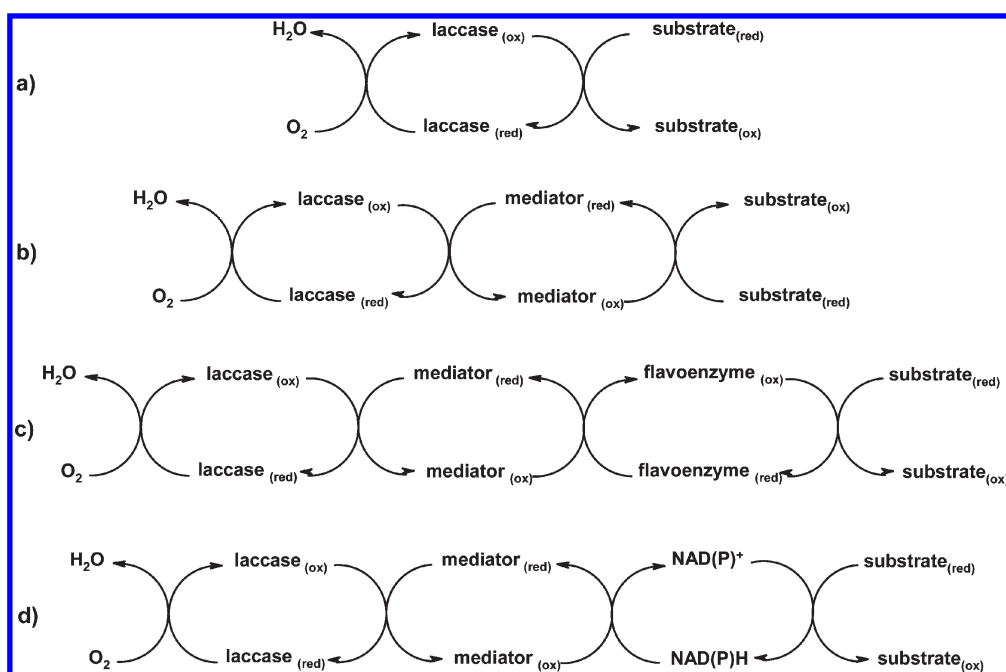 H₂O laccase (ox) substrate(red)
a)
O₂ laccase (red) substrate(ox)
H₂O laccase (ox) mediator (red) substrate(ox)
b)
O₂ laccase (red) mediator (ox) substrate(red)
H₂O laccase (ox) mediator (red) flavoenzyme (ox) substrate(red)
c)
O₂ laccase (red) mediator (ox) flavoenzyme (red) substrate(ox)
H₂O laccase (ox) mediator (red) NAD(P)⁺ substrate(red)
d)
O₂ laccase (red) mediator (ox) NAD(P)H substrate(ox)